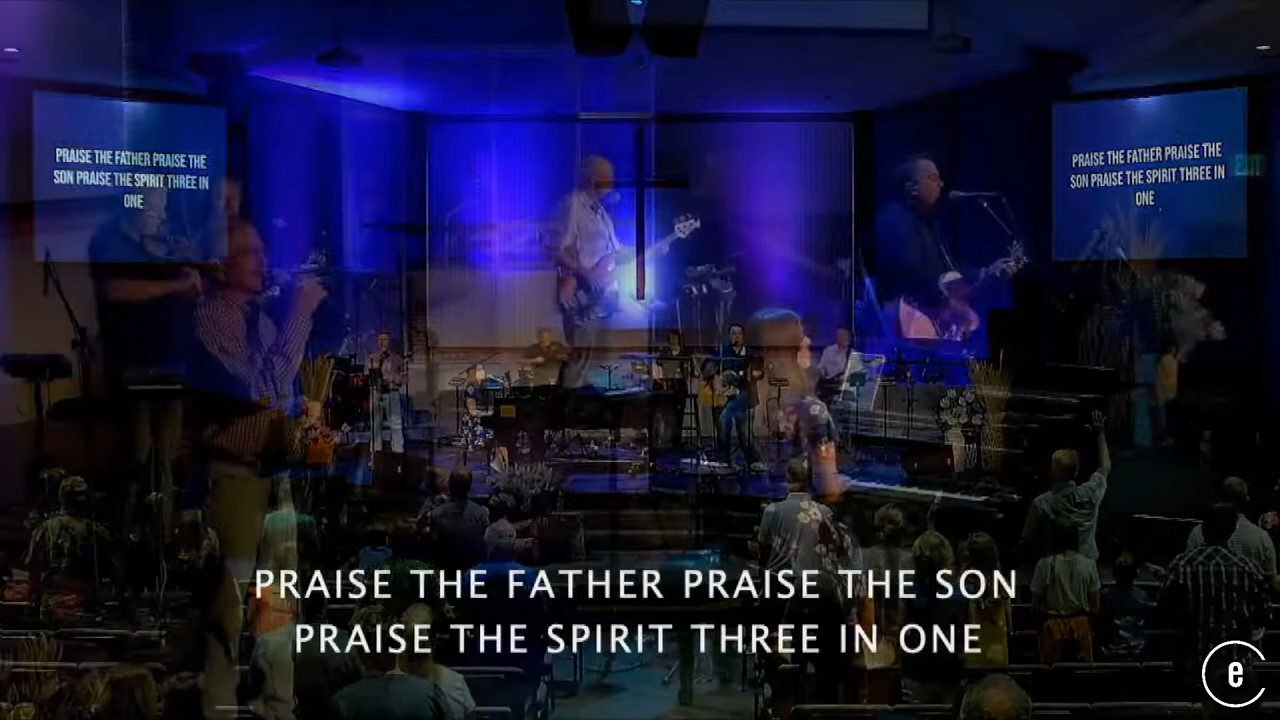 PRAISE THE FATHER PRAISE THE
SON PRAISE THE SPIRIT THREE IN
ONE
PRAISE THE FATHER PRAISE THE
SON PRAISE THE SPIRIT THREE IN
ONE
EXIT
PRAISE THE FATHER PRAISE THE SON
PRAISE THE SPIRIT THREE IN ONE
e